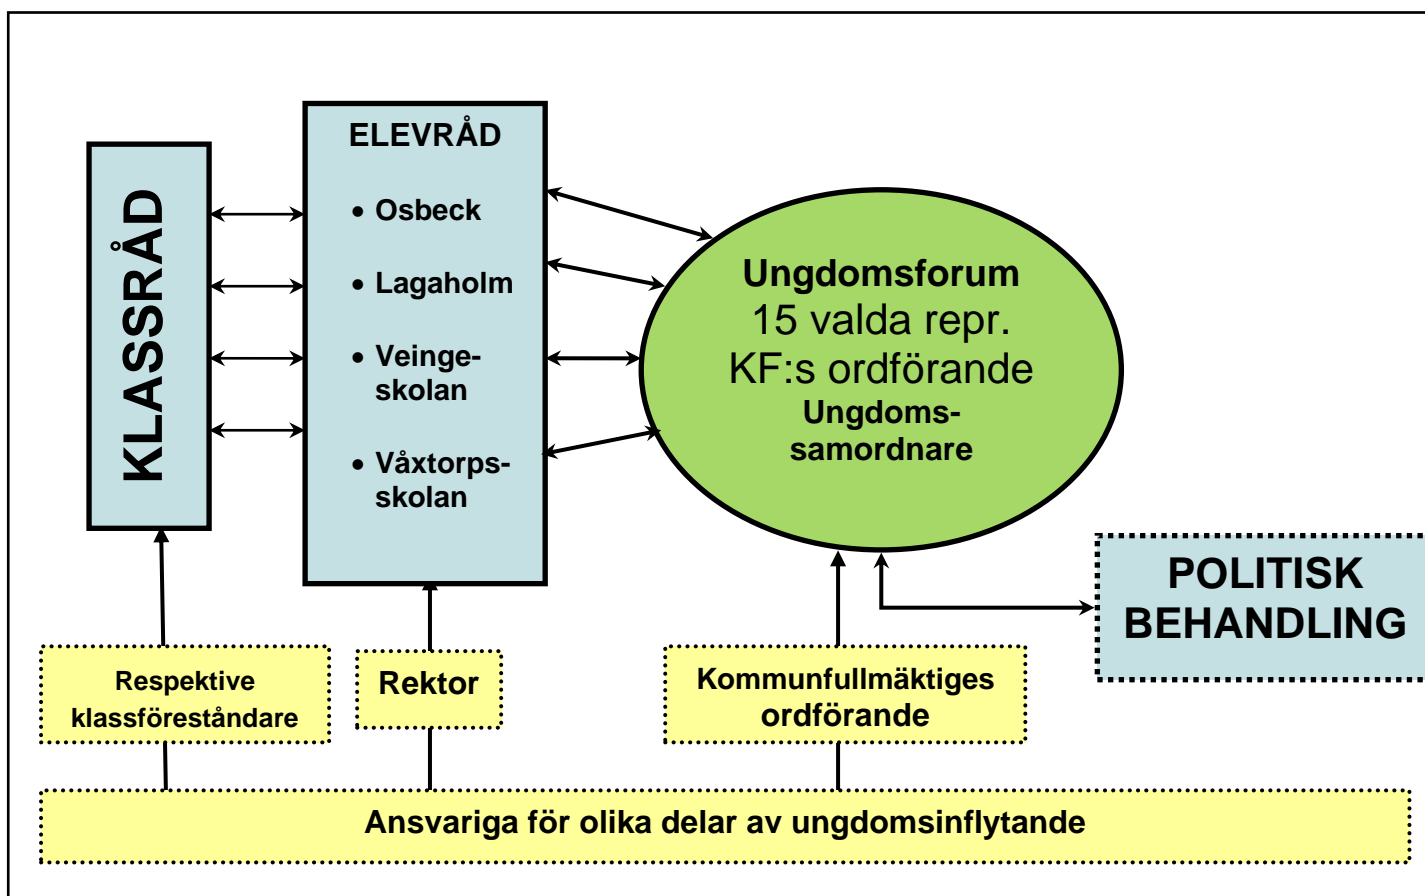 KLASSRÅD
ELEVRÅD
• Osbeck
• Lagaholm
• Veinge-
skolan
• Våxtorps-
skolan
Ungdomsforum
15 valda repr.
KF:s ordförande
Ungdoms-
samordnare
POLITISK
BEHANDLING
Respektive
klassföreståndare
Rektor
Kommunfullmäktiges
ordförande
Ansvariga för olika delar av ungdomsinflytande